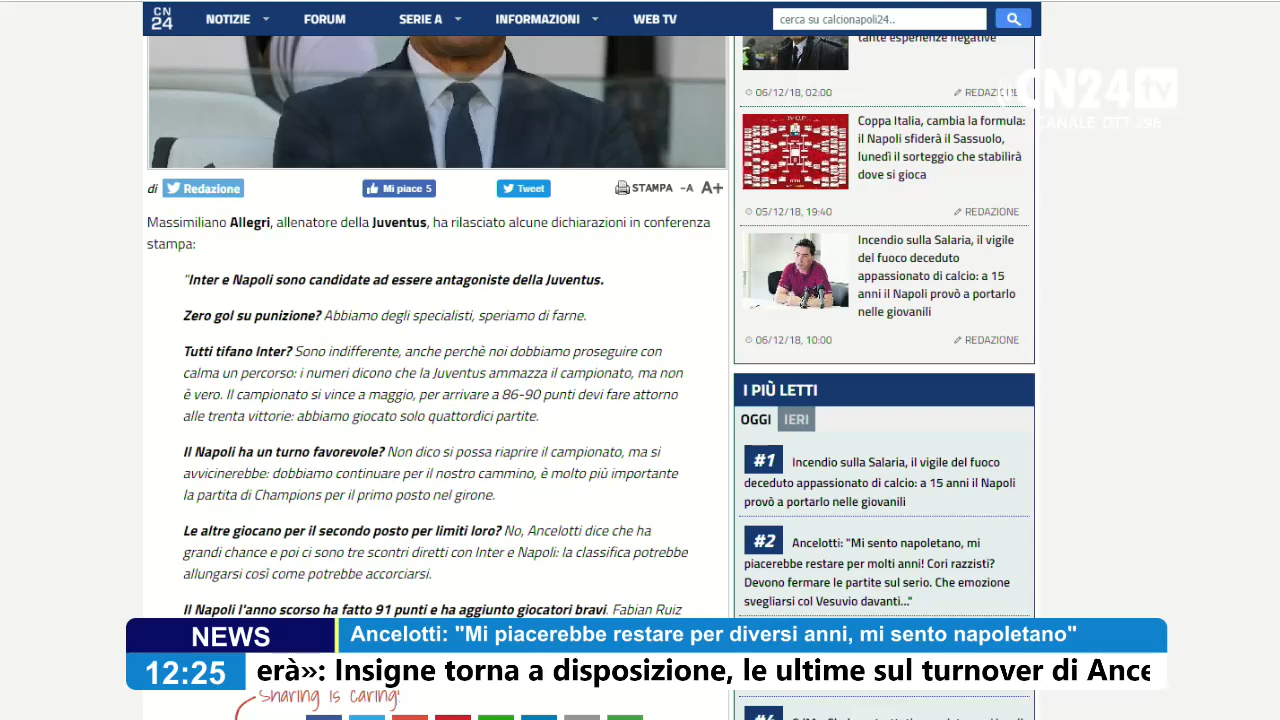 CN
24
NOTIZIE
FORUM
SERIE A
INFORMAZIONI
WEB TV
cerca su calcionapoli24..
di Redazione
Mi piace 5
Tweet
STAMPA -A A+
Massimiliano Allegri, allenatore della Juventus, ha rilasciato alcune dichiarazioni in conferenza
stampa:
"Inter e Napoli sono candidate ad essere antagoniste della Juventus.
Zero gol su punizione? Abbiamo degli specialisti, speriamo di farne.
Tutti tifano Inter? Sono indifferente, anche perchè noi dobbiamo proseguire con
calma un percorso: i numeri dicono che la Juventus ammazza il campionato, ma non
è vero. Il campionato si vince a maggio, per arrivare a 86-90 punti devi fare attorno
alle trenta vittorie: abbiamo giocato solo quattordici partite.
Il Napoli ha un turno favorevole? Non dico si possa riaprire il campionato, ma si
avvicinerebbe: dobbiamo continuare per il nostro cammino, è molto più importante
la partita di Champions per il primo posto nel girone.
Le altre giocano per il secondo posto per limiti loro? No, Ancelotti dice che ha
grandi chance e poi ci sono tre scontri diretti con Inter e Napoli: la classifica potrebbe
allungarsi così come potrebbe accorciarsi.
Il Napoli l'anno scorso ha fatto 91 punti e ha aggiunto giocatori bravi. Fabian Ruiz
Sharing is caring!
tante esperienze negative
06/12/18, 02:00
REDAZIONE
CN24 tv
CANALE DTT 296
Coppa Italia, cambia la formula:
il Napoli sfiderà il Sassuolo,
lunedì il sorteggio che stabilirà
dove si gioca
05/12/18, 19:40
REDAZIONE
Incendio sulla Salaria, il vigile
del fuoco deceduto
appassionato di calcio: a 15
anni il Napoli provò a portarlo
nelle giovanili
06/12/18, 10:00
REDAZIONE
I PIÙ LETTI
OGGI IERI
#1 Incendio sulla Salaria, il vigile del fuoco
deceduto appassionato di calcio: a 15 anni il Napoli
provò a portarlo nelle giovanili
#2 Ancelotti: "Mi sento napoletano, mi
piacerebbe restare per molti anni! Cori razzisti?
Devono fermare le partite sul serio. Che emozione
svegliarsi col Vesuvio davanti..."
NEWS
Ancelotti: "Mi piacerebbe restare per diversi anni, mi sento napoletano"
12:25
erà»: Insigne torna a disposizione, le ultime sul turnover di Ance